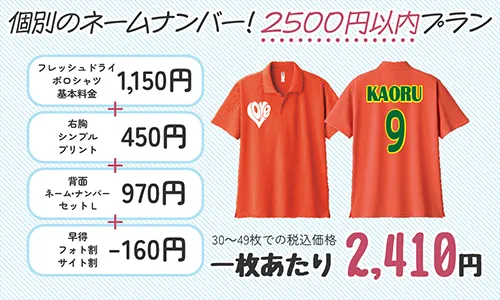 個別のネームナンバー!2500円以内プラン
フレッシュドライ
ポロシャツ
基本料金
1,150円
+
右胸
シンプル
プリント
450円
+
背面
ネーム・ナンバー
セットL
970円
+
早得
フォト割
サイト割
-160円
LOVE
KAORU
9
30〜49枚での税込価格
一枚あたり 2,410円